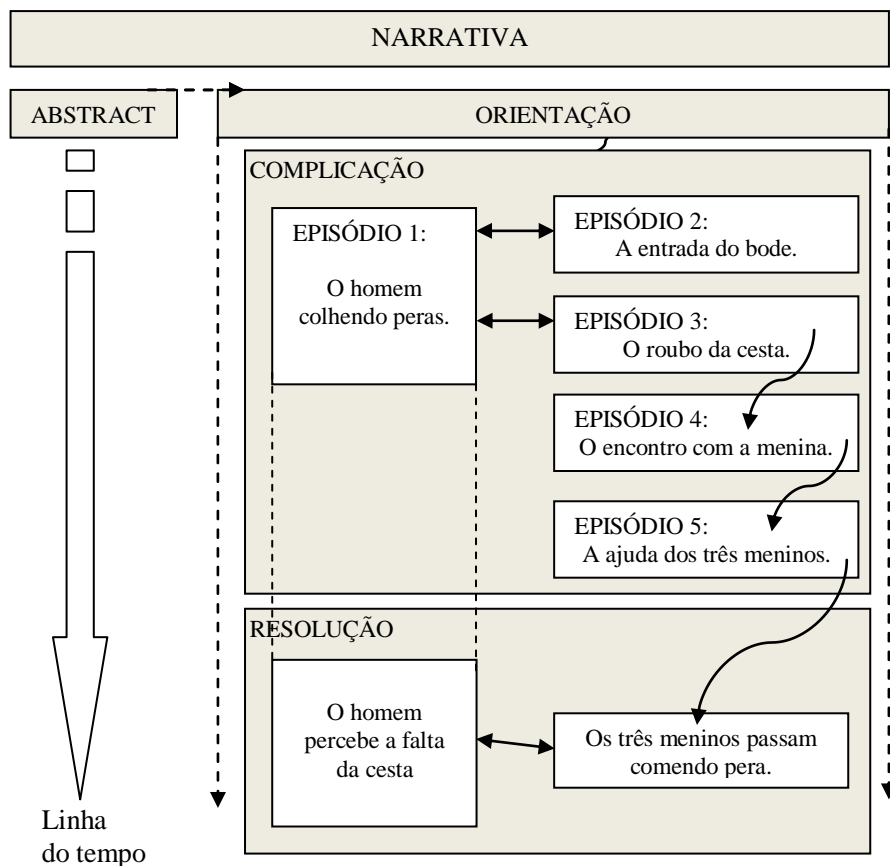 NARRATIVA
ABSTRACT
ORIENTAÇÃO
COMPLICAÇÃO
EPISÓDIO 1:
O homem
colhendo peras.
EPISÓDIO 2:
A entrada do bode.
EPISÓDIO 3:
O roubo da cesta.
EPISÓDIO 4:
O encontro com a menina.
EPISÓDIO 5:
A ajuda dos três meninos.
RESOLUÇÃO
O homem
percebe a falta
da cesta
Os três meninos passam
comendo pera.
Linha
do tempo